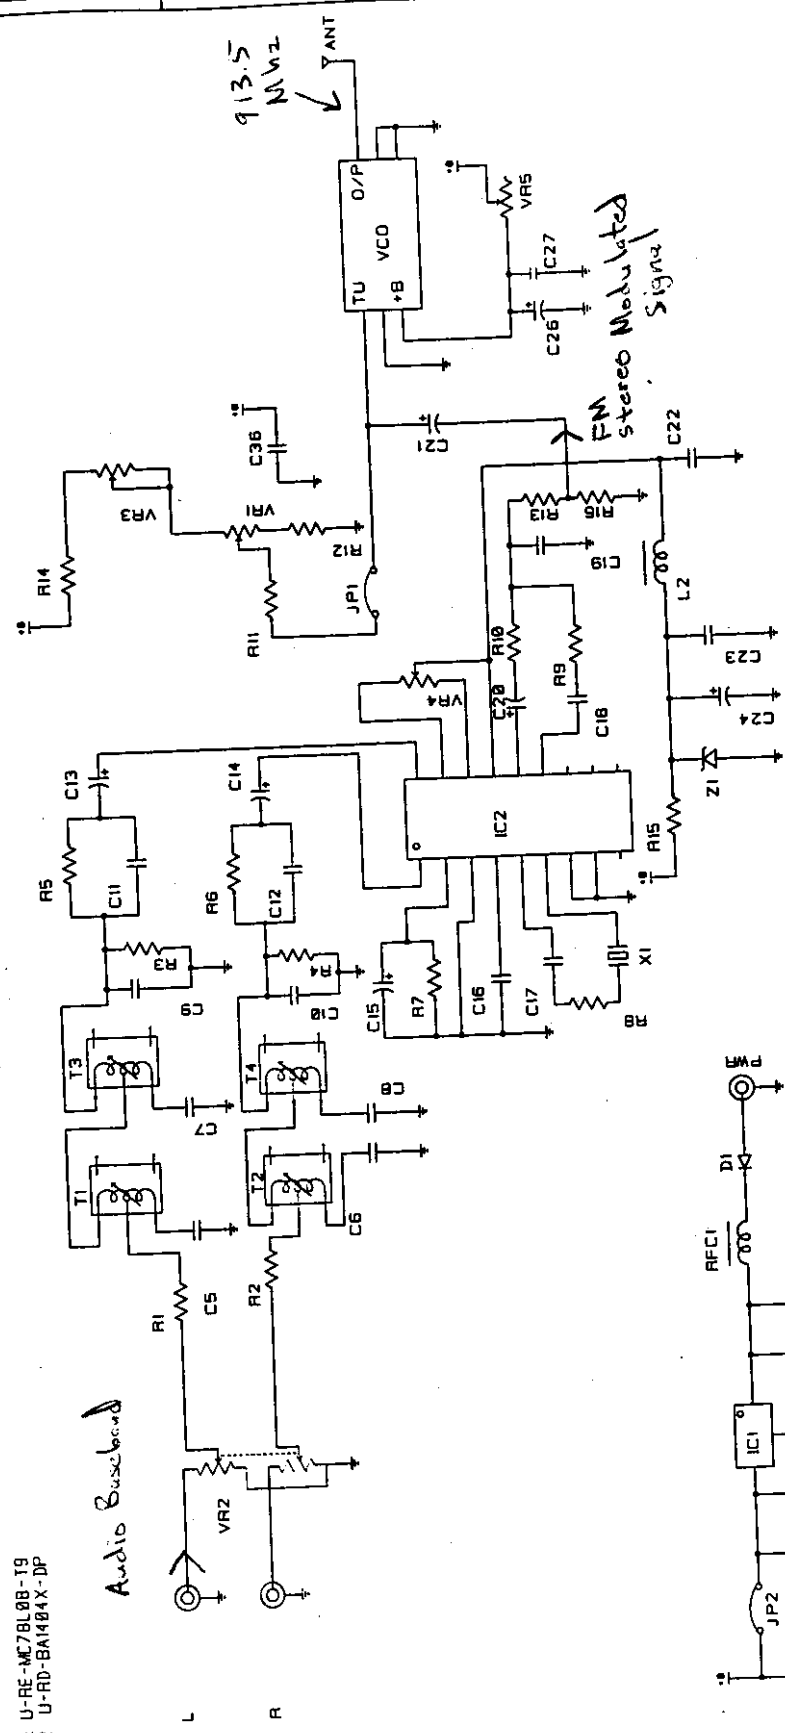 U-RE-MC78L08-T9
U-RD-BA1404X-DP
Audio Baseband
L
R
VR2
R1
C5
R2
C6
T1
T2
C7
C8
T3
T4
C9
R3
C10
R4
R5
C11
R6
C12
C13
C14
C15
R7
C16
C17
R8
X1
IC2
VR4
C20
R10
R9
C18
R14
VR3
VR1
R12
R11
JP1
C36
+B
+B
C19
R13
R16
C21
FM
stereo Modulated
Signal
C22
L2
C23
C24
Z1
R15
+B
TU
O/P
VCO
+B
ANT
913.5
Mhz
VR5
+B
C27
C26
PWR
D1
RFC1
IC1
JP2
+B